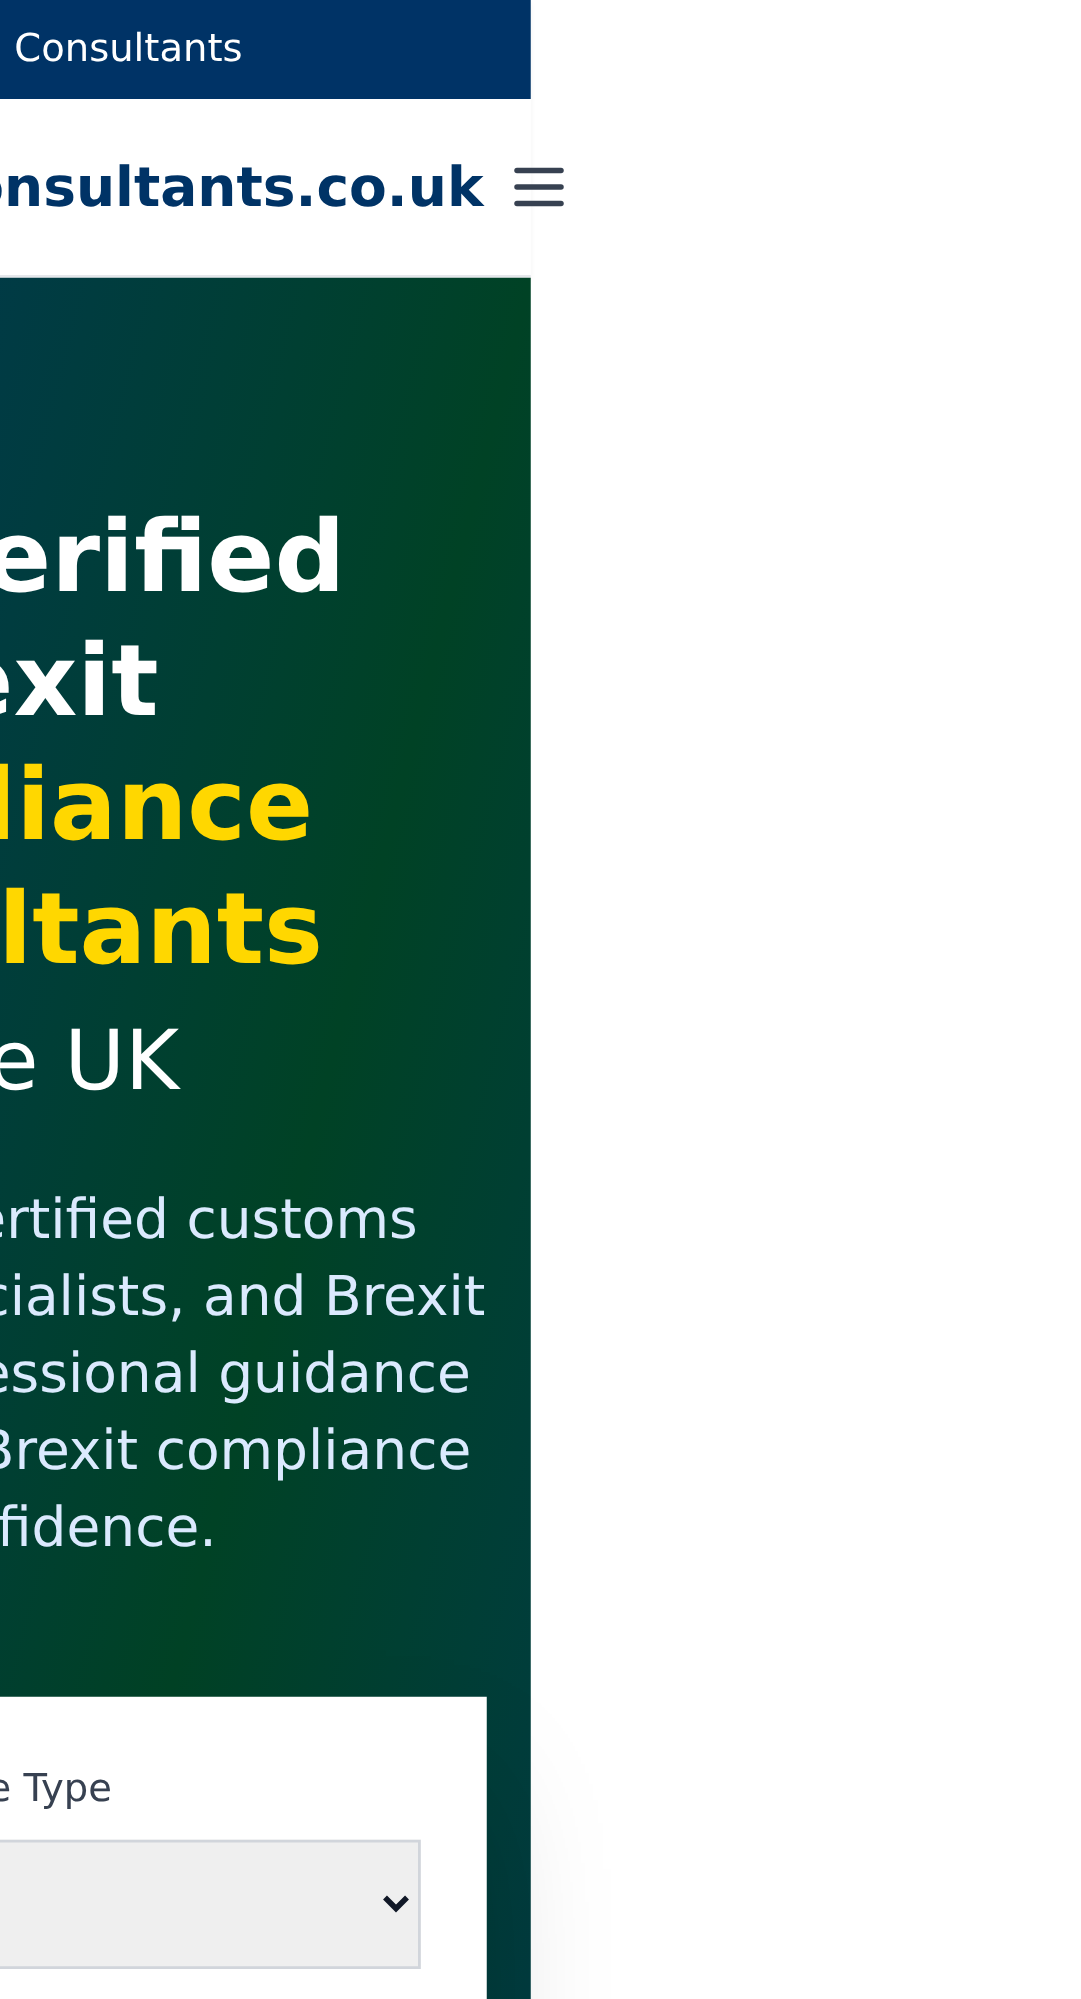 Consultants
onsultants.co.uk
erified
exit
liance
ltants
e UK
ertified customs
cialists, and Brexit
essional guidance
Brexit compliance
fidence.
e Type